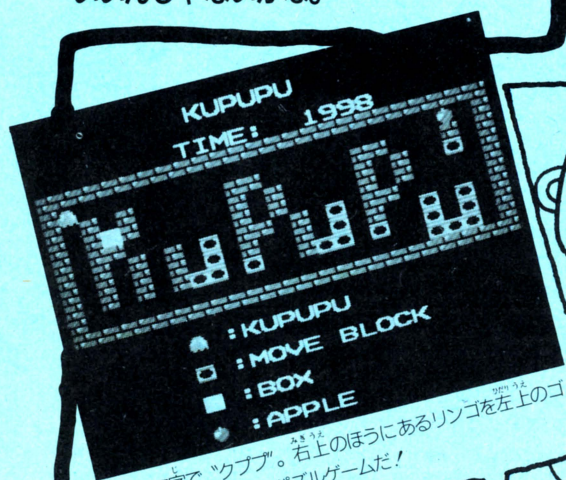 KUPUPU
TIME: 1998
:KUPUPU
:MOVE BLOCK
:BOX
:APPLE
で“クププ”。右上のほうにあるリンゴを左上のゴ
パズルゲームだ!